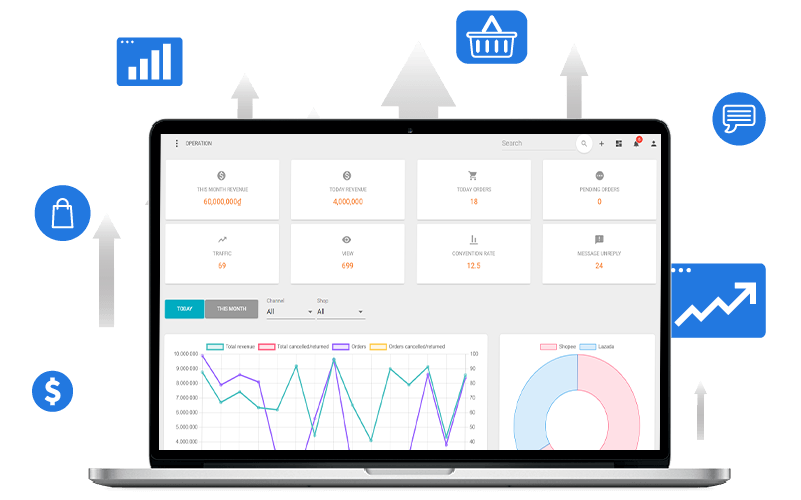 OPERATION
Search
THIS MONTH REVENUE
60,000,000₫
TODAY REVENUE
4,000,000
TODAY ORDERS
18
PENDING ORDERS
0
TRAFFIC
69
VIEW
699
CONVENTION RATE
12.5
MESSAGE UNREPLY
24
TODAY
THIS MONTH
Channel
All
Shop
All
Total revenue
Total cancelled/returned
Orders
Orders cancelled/returned
10.000.000
9.000.000
8.000.000
7.000.000
6.000.000
5.000.000
4.000.000
100
90
80
70
60
50
40
Shopee
Lazada
$